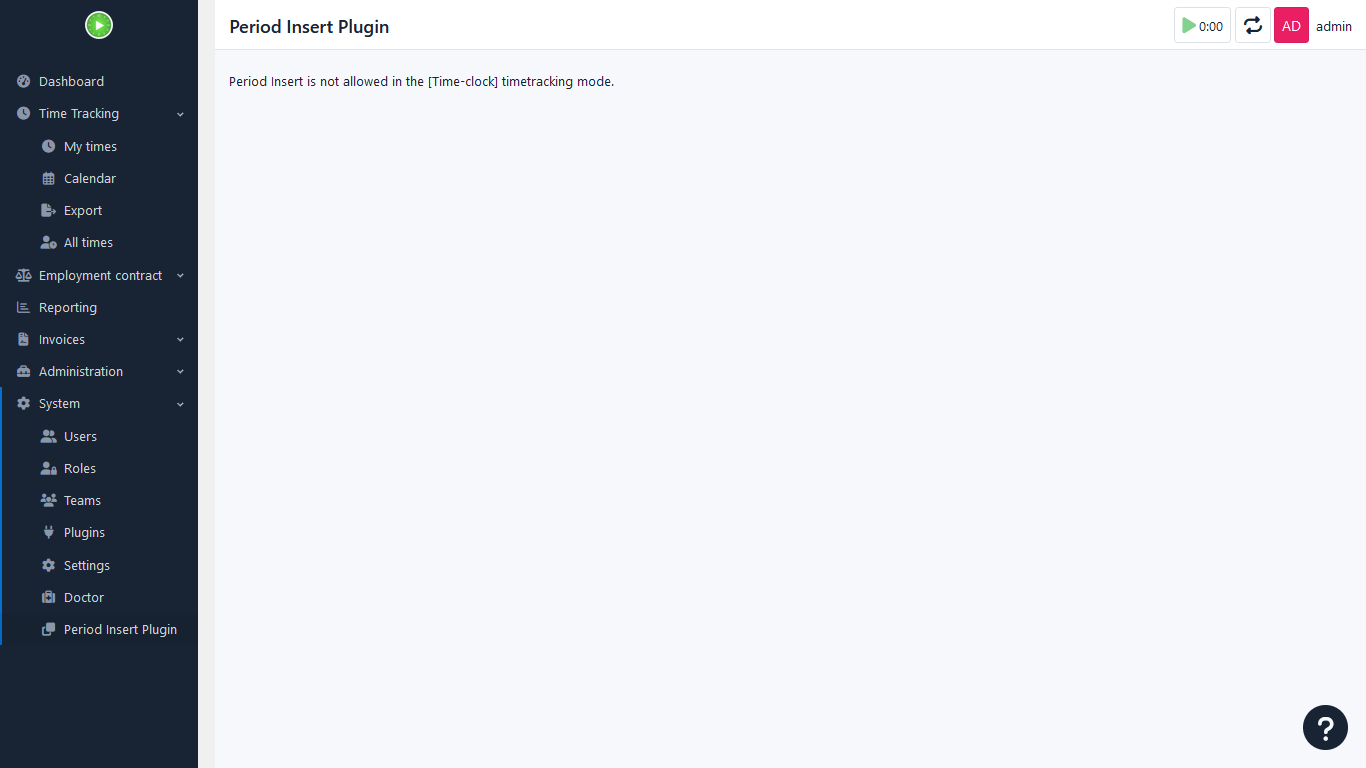 Period Insert Plugin
0:00
AD
admin
Dashboard
Time Tracking
My times
Calendar
Export
All times
Employment contract
Reporting
Invoices
Administration
System
Users
Roles
Teams
Plugins
Settings
Doctor
Period Insert Plugin
Period Insert is not allowed in the [Time-clock] timetracking mode.
?